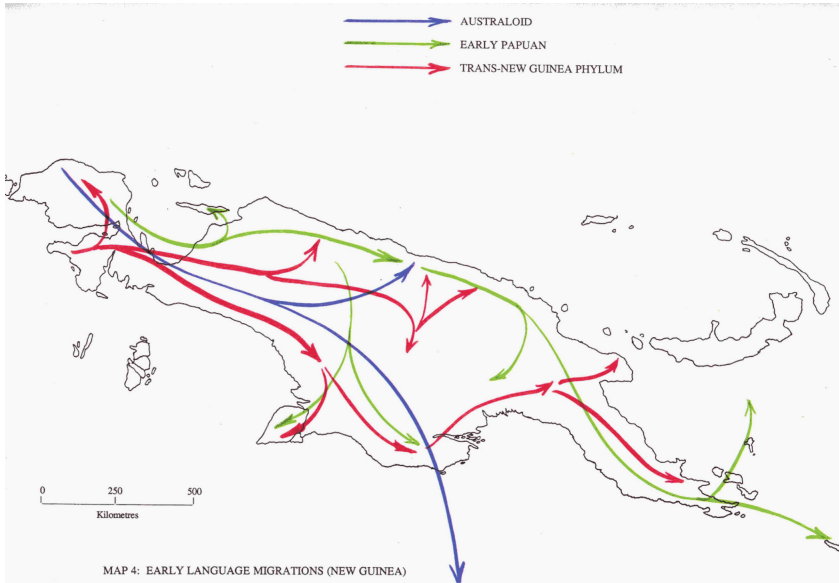 AUSTRALOID
EARLY PAPUAN
TRANS-NEW GUINEA PHYLUM
0 250 500
Kilometres
MAP 4: EARLY LANGUAGE MIGRATIONS (NEW GUINEA)